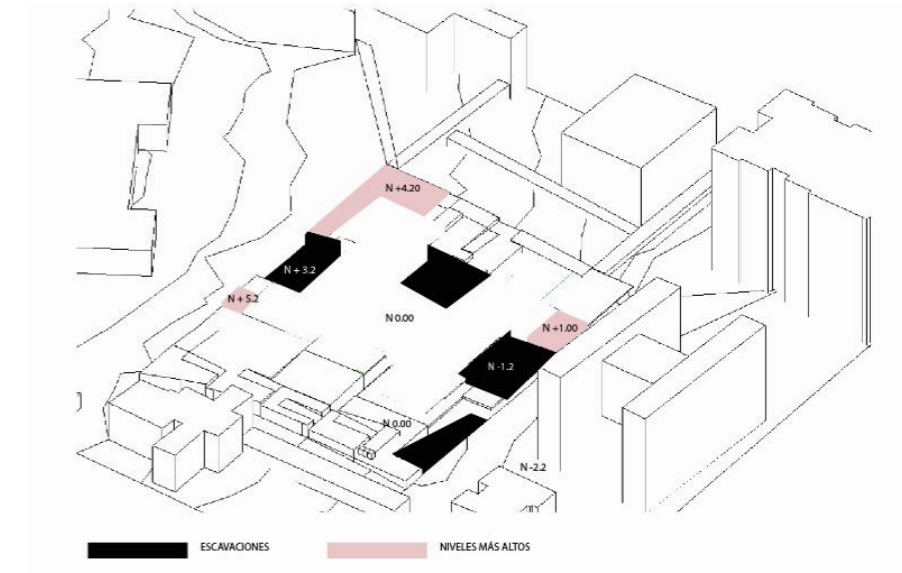 N +4.20
N + 3.2
N + 5.2
N 0.00
N +1.00
N -1.2
N 0.00
N -2.2
ESCAVACIONES
NIVELES MÁS ALTOS